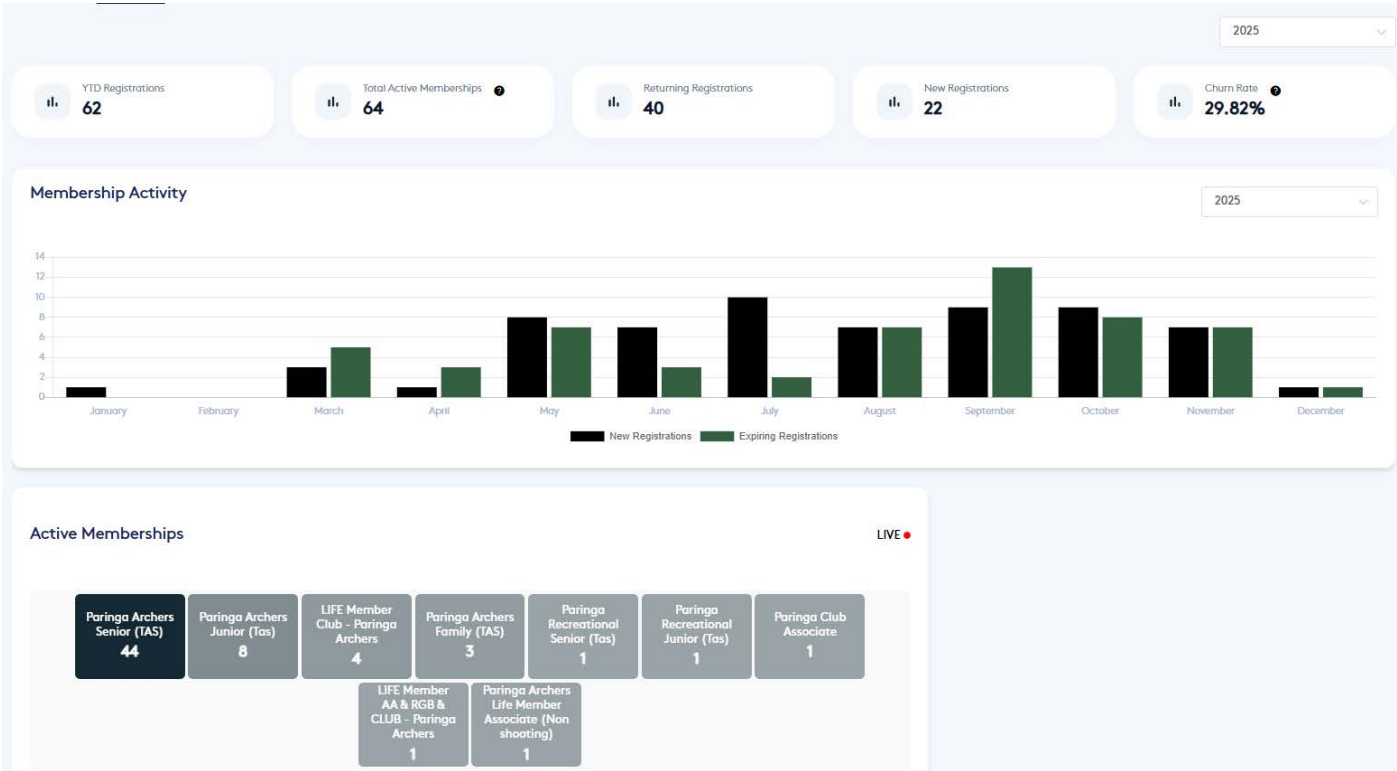 2025
YTD Registrations
62
Total Active Memberships ?
64
Returning Registrations
40
New Registrations
22
Churn Rate ?
29.82%
Membership Activity
2025
14
12
10
8
6
4
2
0
January February March April May June July August September October November December
New Registrations Expiring Registrations
Active Memberships
LIVE
Paringa Archers
Senior (TAS)
44
Paringa Archers
Junior (Tas)
8
LIFE Member
Club - Paringa
Archers
4
Paringa Archers
Family (TAS)
3
Paringa
Recreational
Senior (Tas)
1
Paringa
Recreational
Junior (Tas)
1
Paringa Club
Associate
1
LIFE Member
AA & RGB &
CLUB - Paringa
Archers
1
Paringa Archers
Life Member
Associate (Non
shooting)
1